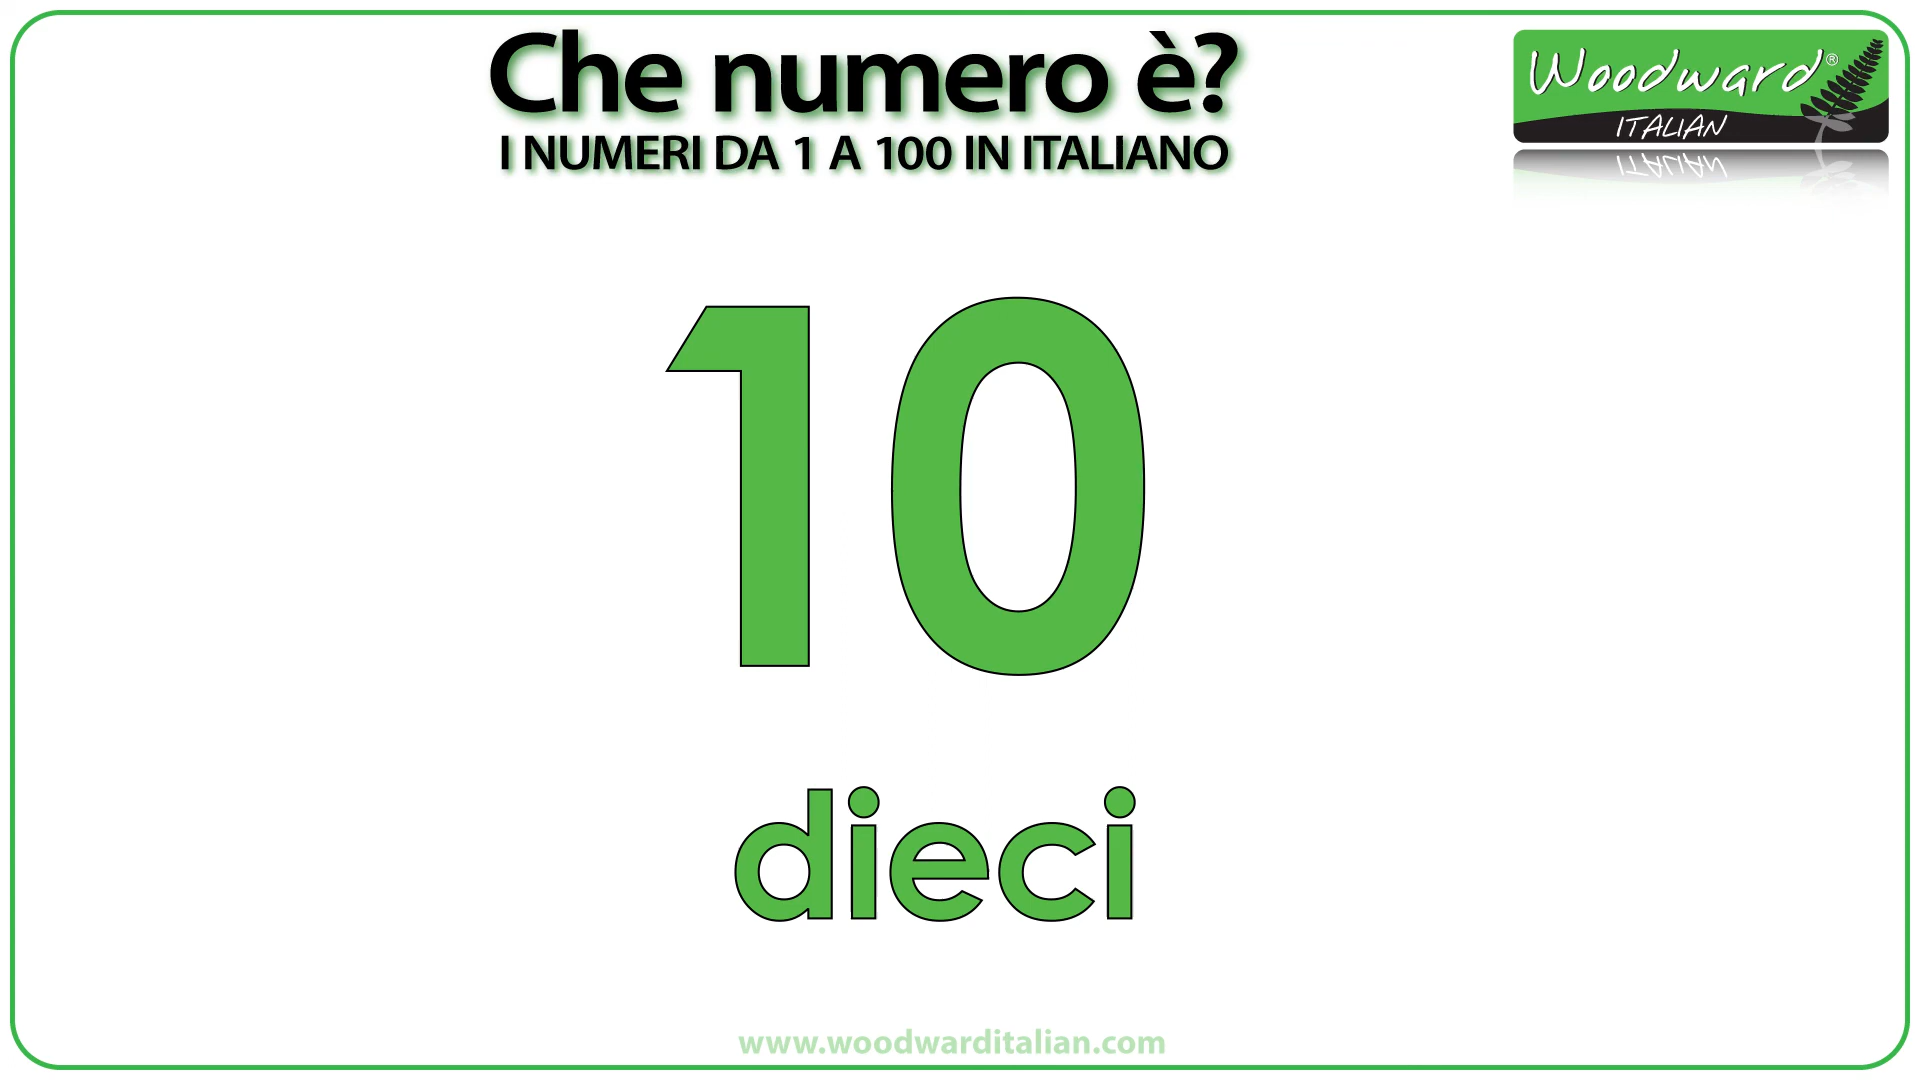 Che numero è?
I NUMERI DA 1 A 100 IN ITALIANO
Woodward®
ITALIAN
10
dieci
www.woodwarditalian.com